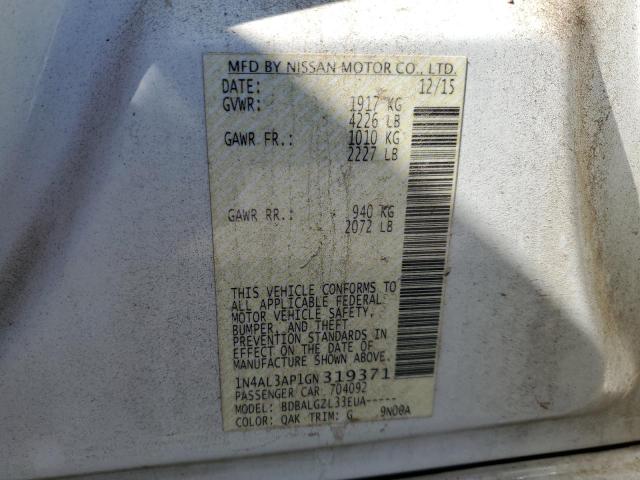 MFD BY NISSAN MOTOR CO., LTD.
DATE: 12/15
GVWR: 1917 KG
4226 LB
GAWR FR.: 1010 KG
2227 LB
GAWR RR.: 940 KG
2072 LB
THIS VEHICLE CONFORMS TO
ALL APPLICABLE FEDERAL
MOTOR VEHICLE SAFETY,
BUMPER, AND THEFT
PREVENTION STANDARDS IN
EFFECT ON THE DATE OF
MANUFACTURE SHOWN ABOVE.
1N4AL3AP1GN319371
PASSENGER CAR 704092
MODEL: BDBALG2L33EUA-----
COLOR: QAK TRIM: G 9N00A